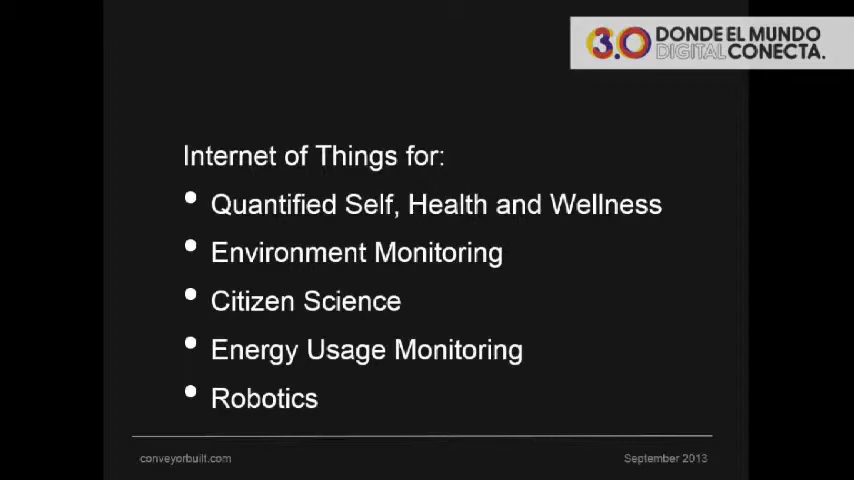 3.0 DONDE EL MUNDO
DIGITAL CONECTA.
Internet of Things for:
• Quantified Self, Health and Wellness
• Environment Monitoring
• Citizen Science
• Energy Usage Monitoring
• Robotics
conveyorbuilt.com September 2013